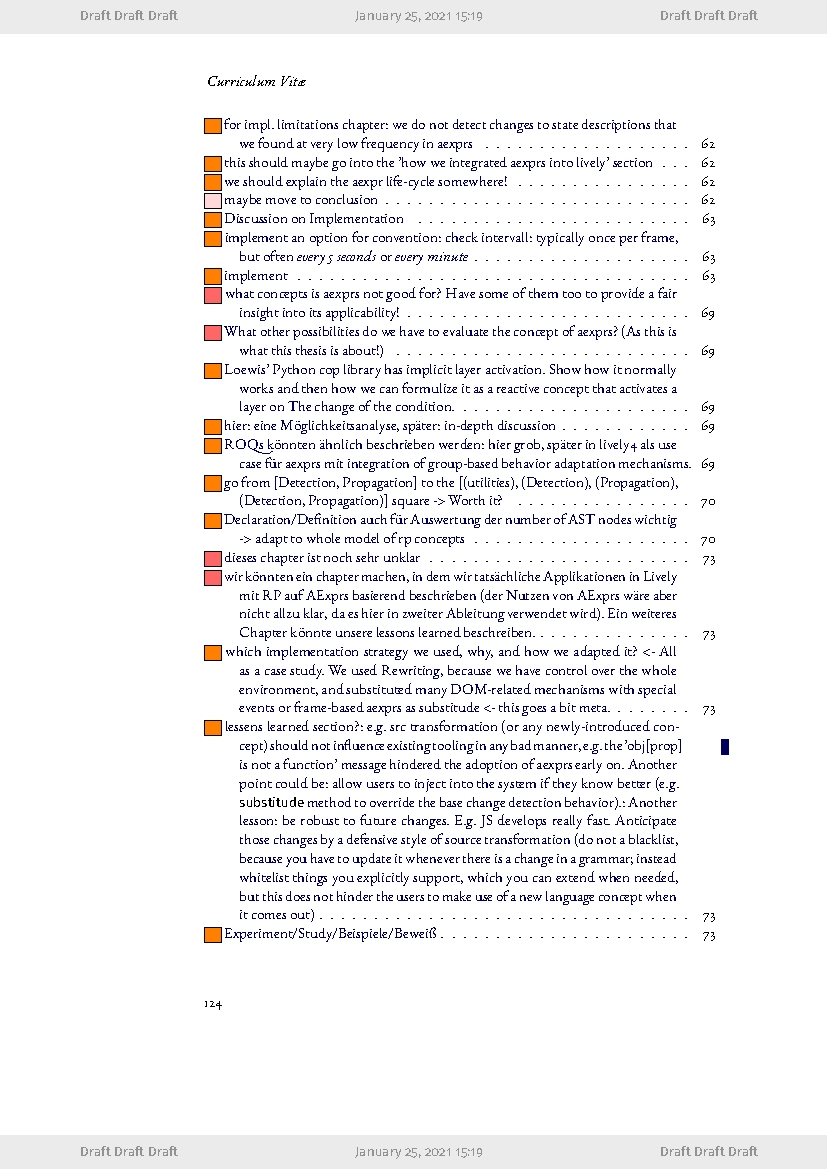 Draft Draft Draft January 25, 2021 15:19 Draft Draft Draft
Curriculum Vitæ
for impl. limitations chapter: we do not detect changes to state descriptions that
we found at very low frequency in aexprs . . . . . . . . . . . . . . . . . . . 62
this should maybe go into the 'how we integrated aexprs into lively' section . . . 62
we should explain the aexpr life-cycle somewhere! . . . . . . . . . . . . . . . . 62
maybe move to conclusion . . . . . . . . . . . . . . . . . . . . . . . . . . . . 62
Discussion on Implementation . . . . . . . . . . . . . . . . . . . . . . . . . 63
implement an option for convention: check intervall: typically once per frame,
but often every 5 seconds or every minute . . . . . . . . . . . . . . . . . . . . 63
implement . . . . . . . . . . . . . . . . . . . . . . . . . . . . . . . . . . . . 63
what concepts is aexprs not good for? Have some of them too to provide a fair
insight into its applicability! . . . . . . . . . . . . . . . . . . . . . . . . . . 69
What other possibilities do we have to evaluate the concept of aexprs? (As this is
what this thesis is about!) . . . . . . . . . . . . . . . . . . . . . . . . . . . 69
Loewis' Python cop library has implicit layer activation. Show how it normally
works and then how we can formulize it as a reactive concept that activates a
layer on The change of the condition. . . . . . . . . . . . . . . . . . . . . . 69
hier: eine Möglichkeitsanalyse, später: in-depth discussion . . . . . . . . . . . . 69
ROQs könnten ähnlich beschrieben werden: hier grob, später in lively4 als use
case für aexprs mit integration of group-based behavior adaptation mechanisms. 69
go from [Detection, Propagation] to the [(utilities), (Detection), (Propagation),
(Detection, Propagation)] square -> Worth it? . . . . . . . . . . . . . . . . 70
Declaration/Definition auch für Auswertung der number of AST nodes wichtig
-> adapt to whole model of rp concepts . . . . . . . . . . . . . . . . . . . . 70
dieses chapter ist noch sehr unklar . . . . . . . . . . . . . . . . . . . . . . . . 73
wir könnten ein chapter machen, in dem wir tatsächliche Applikationen in Lively
mit RP auf AExprs basierend beschrieben (der Nutzen von AExprs wäre aber
nicht allzu klar, da es hier in zweiter Ableitung verwendet wird). Ein weiteres
Chapter könnte unsere lessons learned beschreiben. . . . . . . . . . . . . . . 73
which implementation strategy we used, why, and how we adapted it? <- All
as a case study. We used Rewriting, because we have control over the whole
environment, and substituted many DOM-related mechanisms with special
events or frame-based aexprs as substitude <- this goes a bit meta. . . . . . . . 73
lessens learned section?: e.g. src transformation (or any newly-introduced con-
cept) should not influence existing tooling in any bad manner, e.g. the 'obj[prop]
is not a function' message hindered the adoption of aexprs early on. Another
point could be: allow users to inject into the system if they know better (e.g.
substitude method to override the base change detection behavior).: Another
lesson: be robust to future changes. E.g. JS develops really fast. Anticipate
those changes by a defensive style of source transformation (do not a blacklist,
because you have to update it whenever there is a change in a grammar; instead
whitelist things you explicitly support, which you can extend when needed,
but this does not hinder the users to make use of a new language concept when
it comes out) . . . . . . . . . . . . . . . . . . . . . . . . . . . . . . . . . . . 73
Experiment/Study/Beispiele/Beweiß . . . . . . . . . . . . . . . . . . . . . . . 73
124
Draft Draft Draft January 25, 2021 15:19 Draft Draft Draft